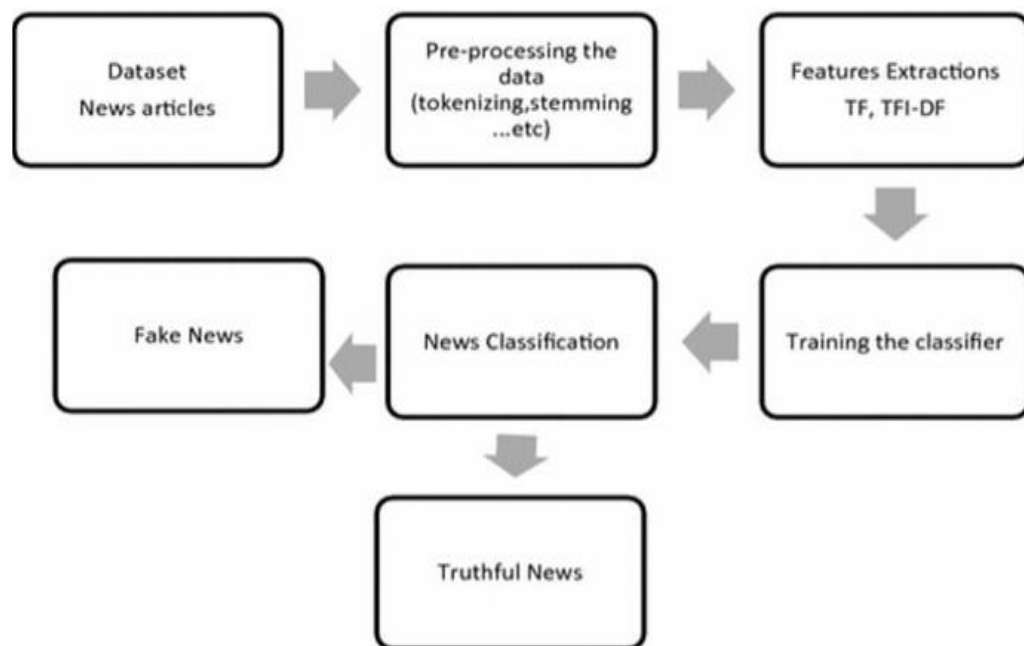 Dataset
News articles
Pre-processing the
data
(tokenizing,stemming
...etc)
Features Extractions
TF, TFI-DF
Fake News
News Classification
Training the classifier
Truthful News